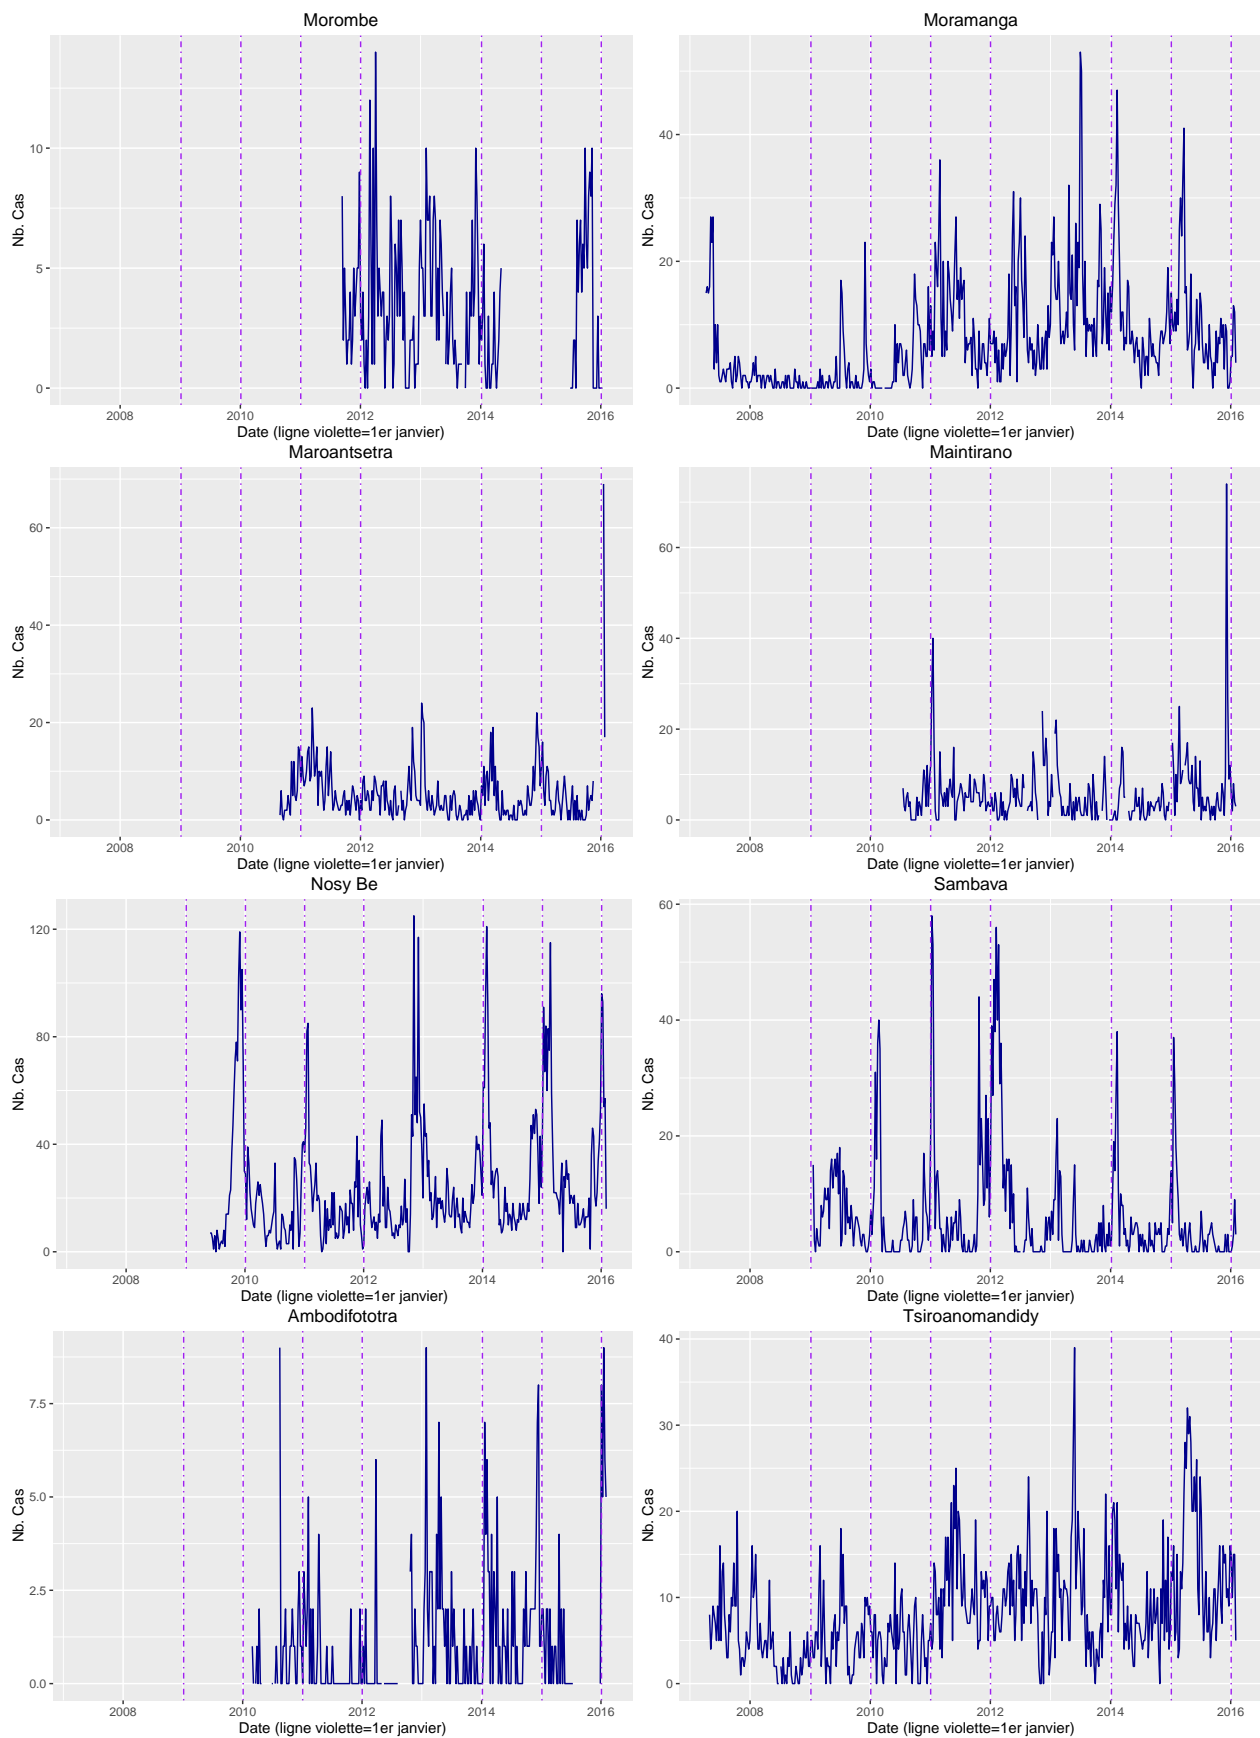 Morombe
Nb. Cas
10
5
0
2008 2010 2012 2014 2016
Date (ligne violette=1er janvier)
Moramanga
Nb. Cas
40
20
0
2008 2010 2012 2014 2016
Date (ligne violette=1er janvier)
Maroantsetra
Nb. Cas
60
40
20
0
2008 2010 2012 2014 2016
Date (ligne violette=1er janvier)
Maintirano
Nb. Cas
60
40
20
0
2008 2010 2012 2014 2016
Date (ligne violette=1er janvier)
Nosy Be
Nb. Cas
120
80
40
0
2008 2010 2012 2014 2016
Date (ligne violette=1er janvier)
Sambava
Nb. Cas
60
40
20
0
2008 2010 2012 2014 2016
Date (ligne violette=1er janvier)
Ambodifototra
Nb. Cas
7.5
5.0
2.5
0.0
2008 2010 2012 2014 2016
Date (ligne violette=1er janvier)
Tsiroanomandidy
Nb. Cas
40
30
20
10
0
2008 2010 2012 2014 2016
Date (ligne violette=1er janvier)